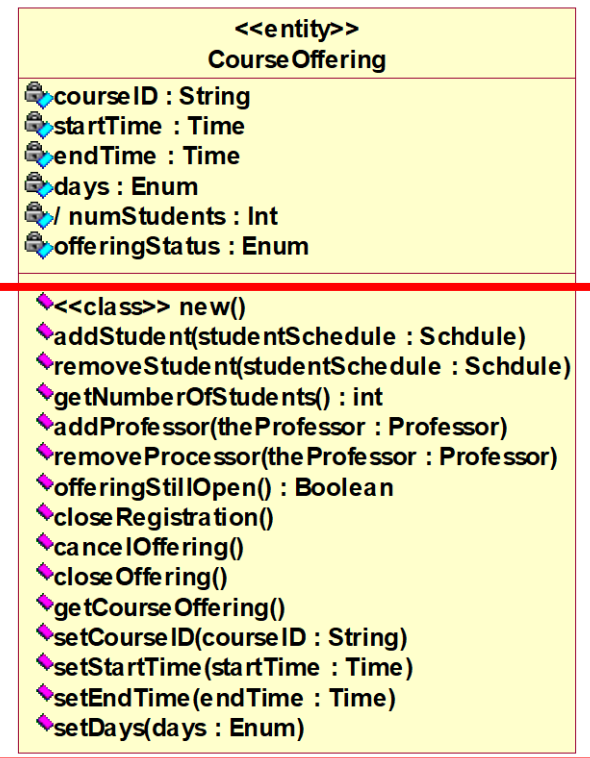 <<entity>>
CourseOffering
courseID : String
startTime : Time
endTime : Time
days : Enum
/ numStudents : Int
offeringStatus : Enum
<<class>> new()
addStudent(studentSchedule : Schdule)
removeStudent(studentSchedule : Schdule)
getNumberOfStudents() : int
addProfessor(theProfessor : Professor)
removeProcessor(theProfessor : Professor)
offeringStillOpen() : Boolean
closeRegistration()
cancelOffering()
closeOffering()
getCourseOffering()
setCourseID(courseID : String)
setStartTime(startTime : Time)
setEndTime(endTime : Time)
setDays(days : Enum)